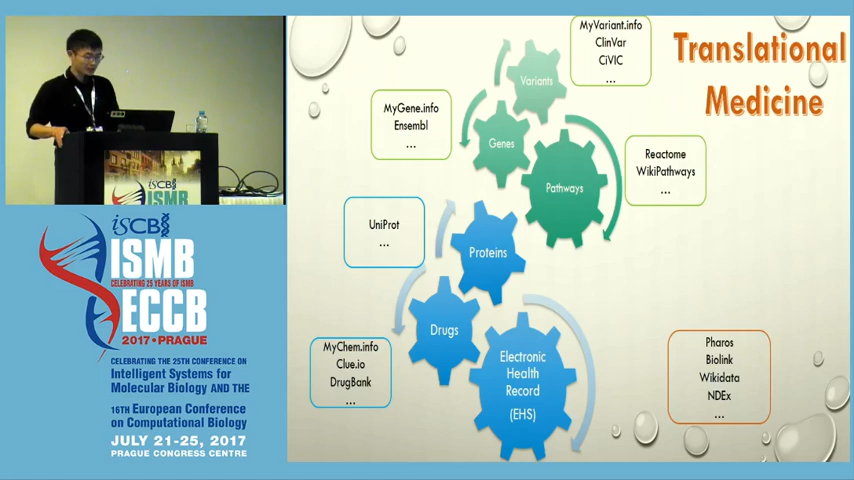 iSCB
ISMB
iSCB
ISMB
CELEBRATING 25 YEARS OF ISMB
ECCB
2017 • PRAGUE
CELEBRATING THE 25TH CONFERENCE ON
Intelligent Systems for
Molecular Biology AND THE
16TH European Conference
on Computational Biology
JULY 21-25, 2017
PRAGUE CONGRESS CENTRE
Translational
Medicine
MyVariant.info
ClinVar
CiVIC
...
Variants
MyGene.info
Ensembl
...
Genes
Pathways
Reactome
WikiPathways
...
UniProt
...
Proteins
Drugs
MyChem.info
Clue.io
DrugBank
...
Electronic
Health
Record
(EHS)
Pharos
Biolink
Wikidata
NDEx
...